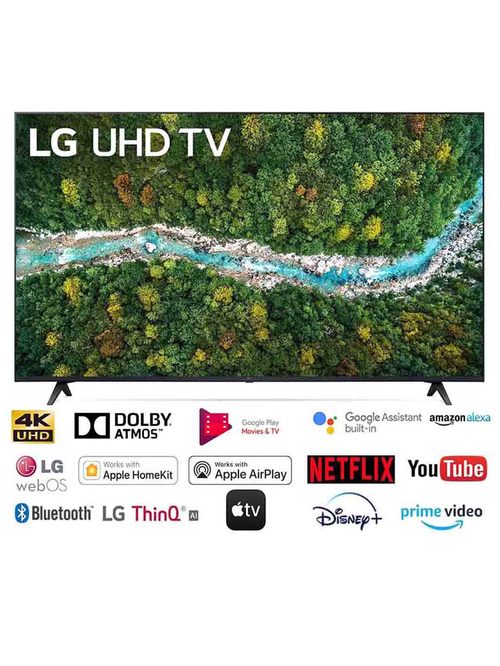 LG UHD TV
4K
UHD
DOLBY
ATMOS™
Google Play
Movies & TV
Google Assistant
built-in
amazon alexa
LG
webOS
Works with
Apple HomeKit
Works with
Apple AirPlay
NETFLIX
YouTube
Bluetooth
LG ThinQ AI
tv
Disney+
prime video